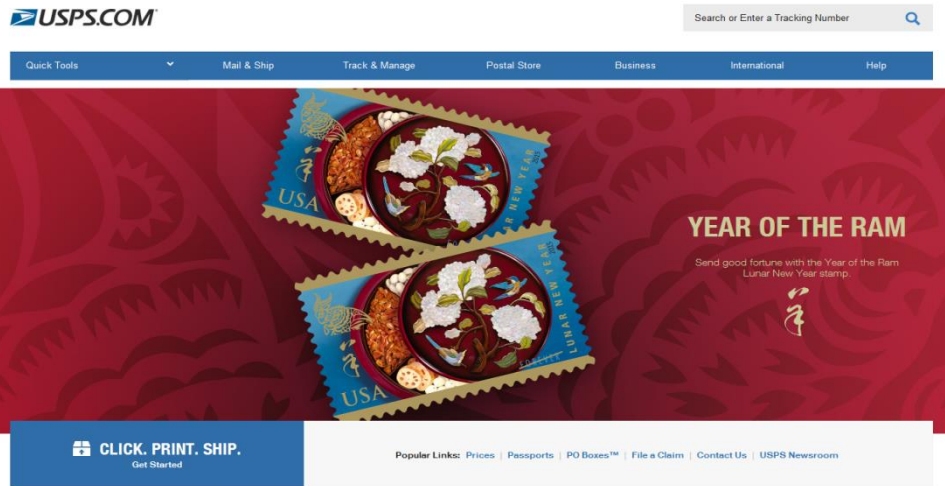 USPS.COM
Search or Enter a Tracking Number
Quick Tools
Mail & Ship
Track & Manage
Postal Store
Business
International
Help
USA
LUNAR NEW YEAR
2015
FOREVER
USA
LUNAR NEW YEAR
2015
FOREVER
YEAR OF THE RAM
Send good fortune with the Year of the Ram
Lunar New Year stamp.
CLICK. PRINT. SHIP.
Get Started
Popular Links: Prices | Passports | PO Boxes™ | File a Claim | Contact Us | USPS Newsroom